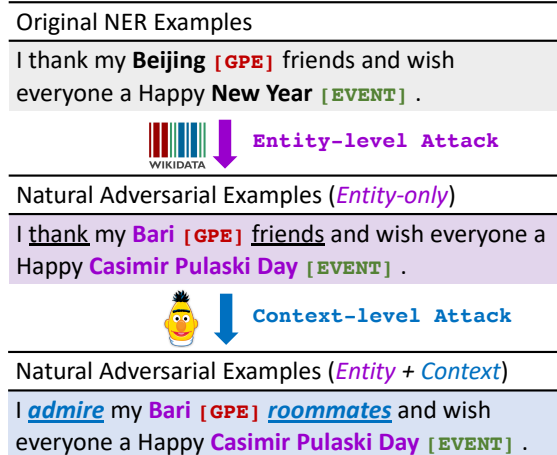 Original NER Examples
I thank my Beijing [GPE] friends and wish
everyone a Happy New Year [EVENT] .
WIKIDATA
Entity-level Attack
Natural Adversarial Examples (Entity-only)
I thank my Bari [GPE] friends and wish everyone a
Happy Casimir Pulaski Day [EVENT] .
Context-level Attack
Natural Adversarial Examples (Entity + Context)
I admire my Bari [GPE] roommates and wish
everyone a Happy Casimir Pulaski Day [EVENT] .